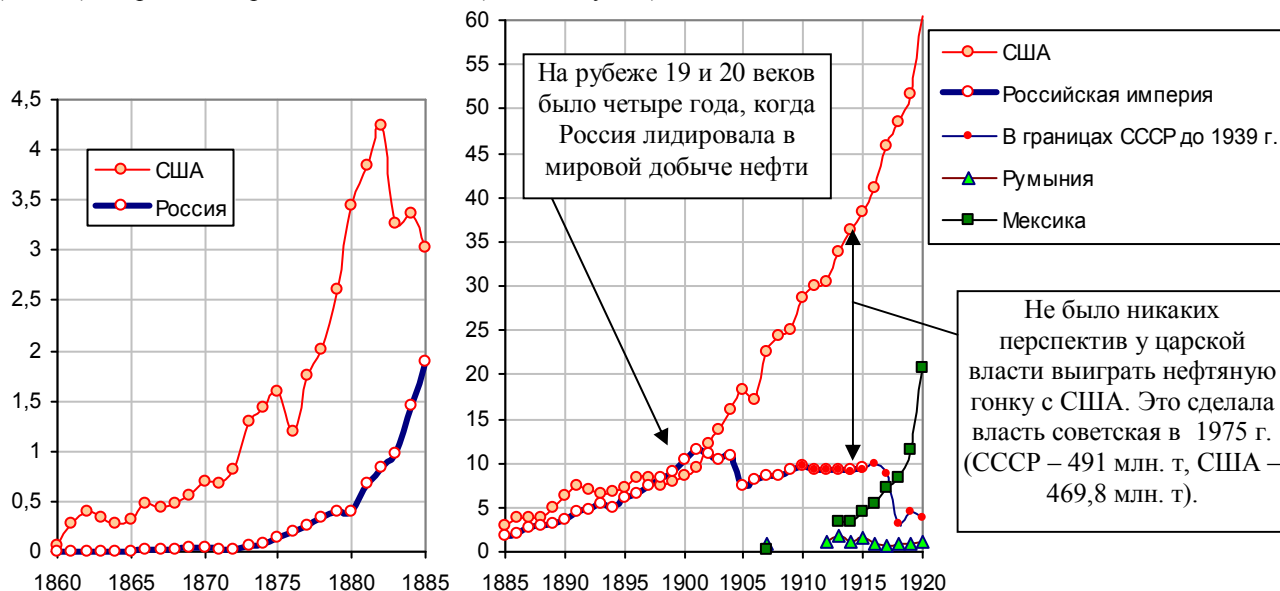 4,5
4
3,5
3
2,5
2
1,5
1
0,5
0
1860 1865 1870 1875 1880 1885
США
Россия
60
55
50
45
40
35
30
25
20
15
10
5
0
1885 1890 1895 1900 1905 1910 1915 1920
На рубеже 19 и 20 веков
было четыре года, когда
Россия лидировала в
мировой добыче нефти
США
Российская империя
В границах СССР до 1939 г.
Румыния
Мексика
Не было никаких
перспектив у царской
власти выиграть нефтяную
гонку с США. Это сделала
власть советская в 1975 г.
(СССР – 491 млн. т, США –
469,8 млн. т).